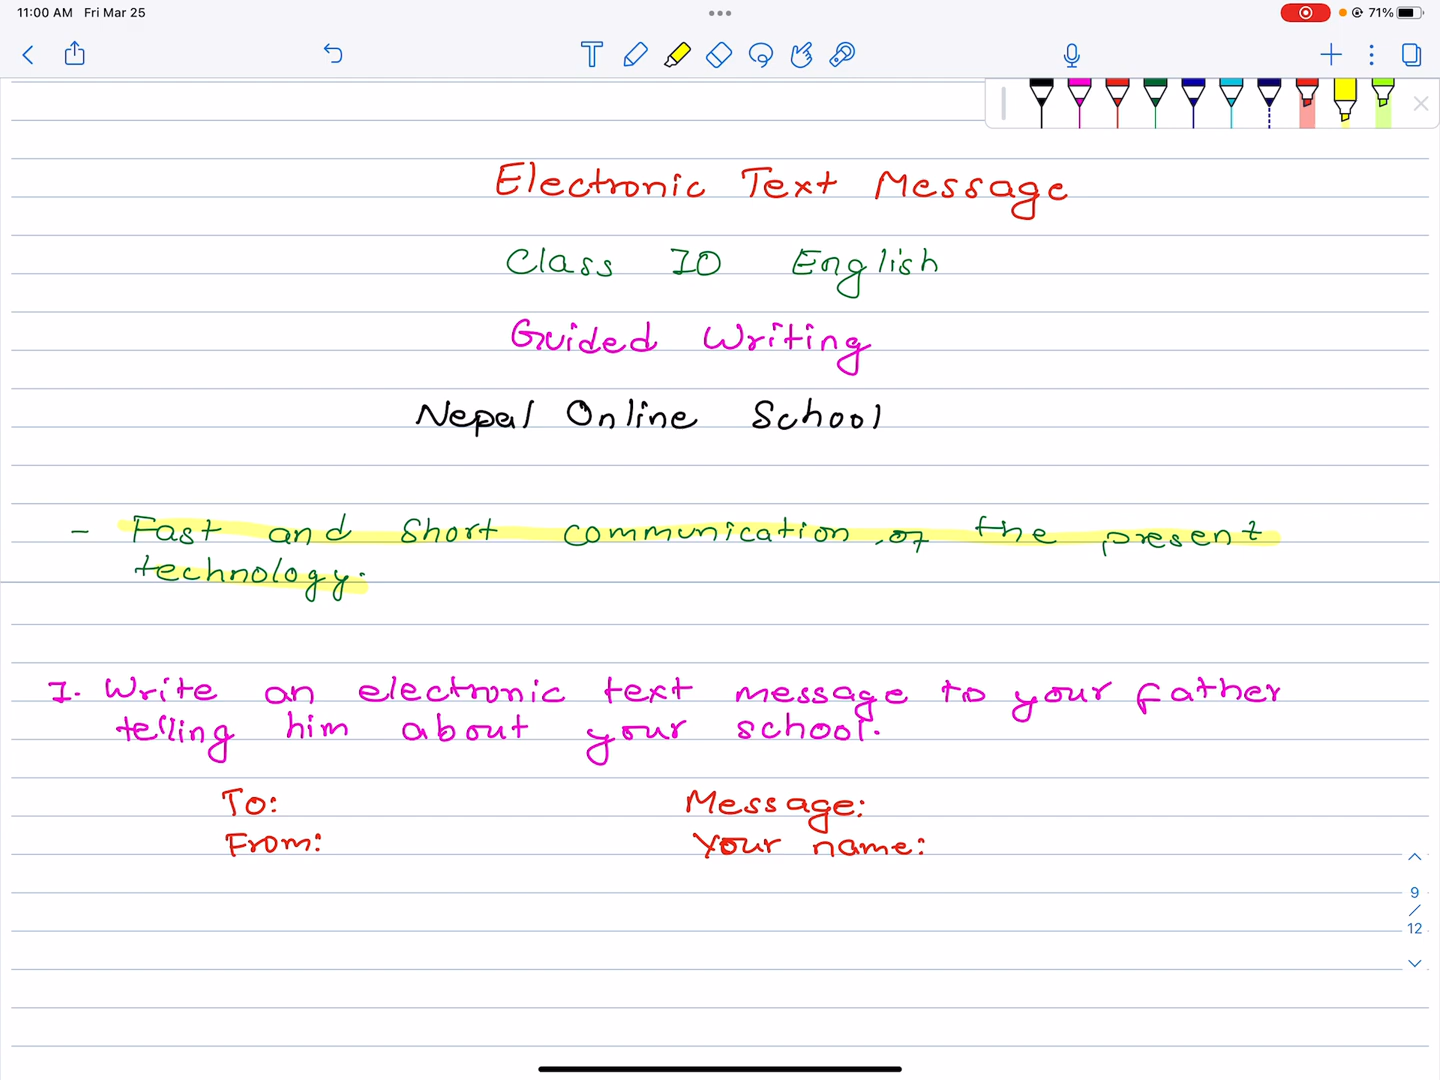 11:00 AM Fri Mar 25
71%
Electronic Text Message
Class 10 English
Guided Writing
Nepal Online School
- Fast and short communication of the present
technology.
1. Write an electronic text message to your father
telling him about your school.
To: Message:
From: Your name:
9
/
12